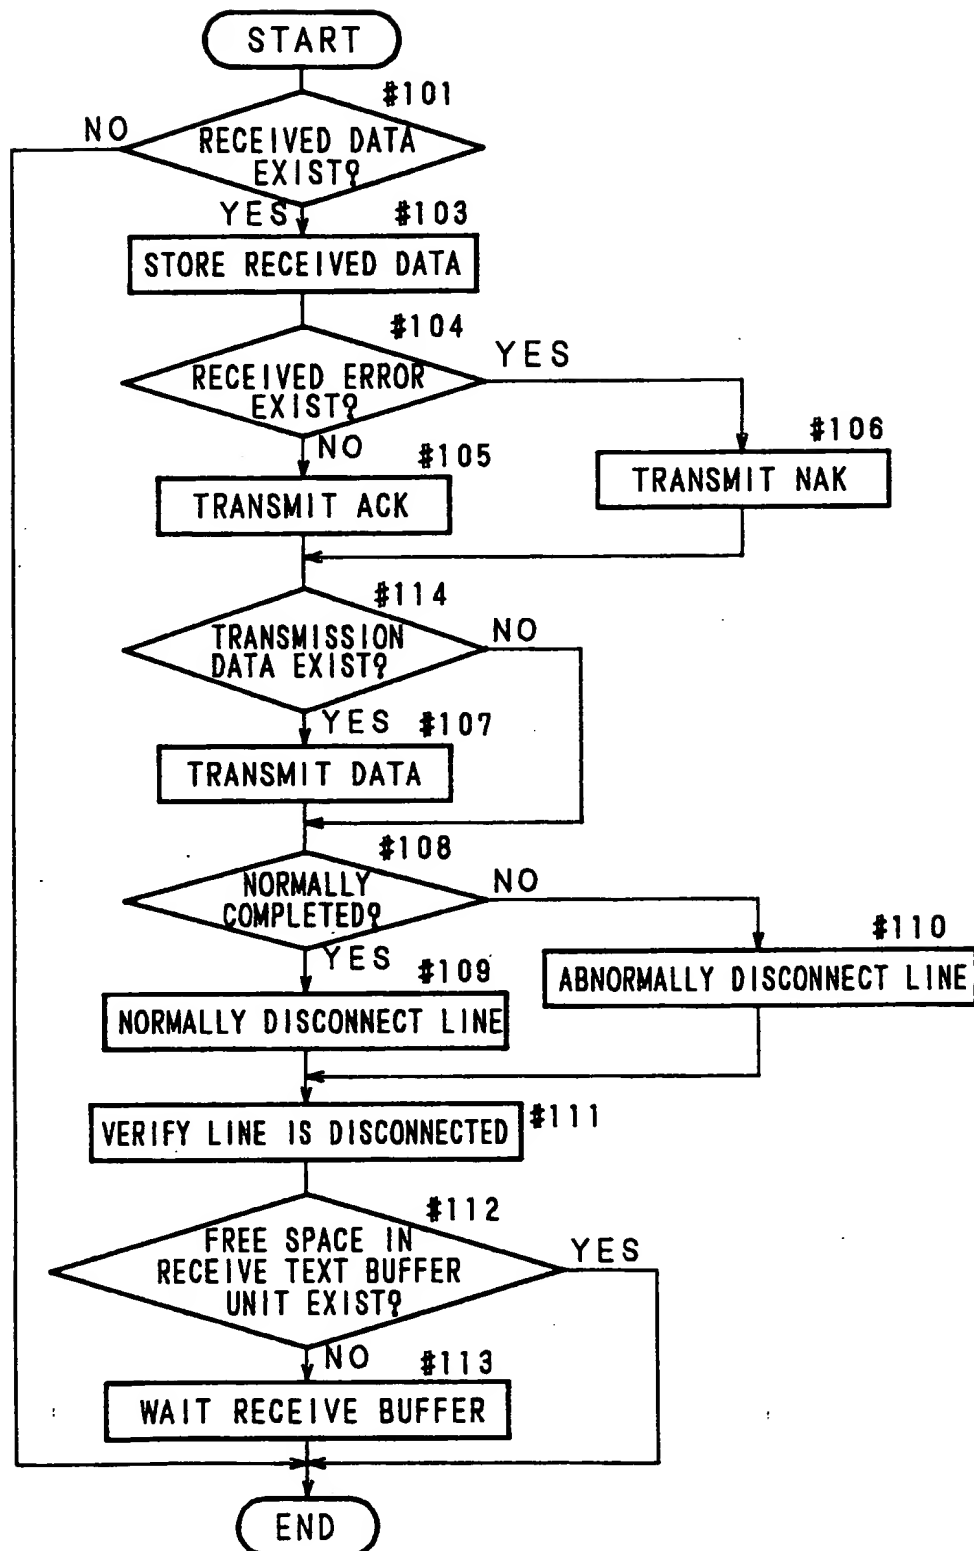 START
#101
NO
RECEIVED DATA
EXIST?
YES
#103
STORE RECEIVED DATA
#104
YES
RECEIVED ERROR
EXIST?
NO
#105
#106
TRANSMIT ACK
TRANSMIT NAK
#114
NO
TRANSMISSION
DATA EXIST?
YES
#107
TRANSMIT DATA
#108
NO
NORMALLY
COMPLETED?
YES
#109
#110
ABNORMALLY DISCONNECT LINE
NORMALLY DISCONNECT LINE
VERIFY LINE IS DISCONNECTED
#111
#112
FREE SPACE IN
RECEIVE TEXT BUFFER
UNIT EXIST?
YES
NO
#113
WAIT RECEIVE BUFFER
END